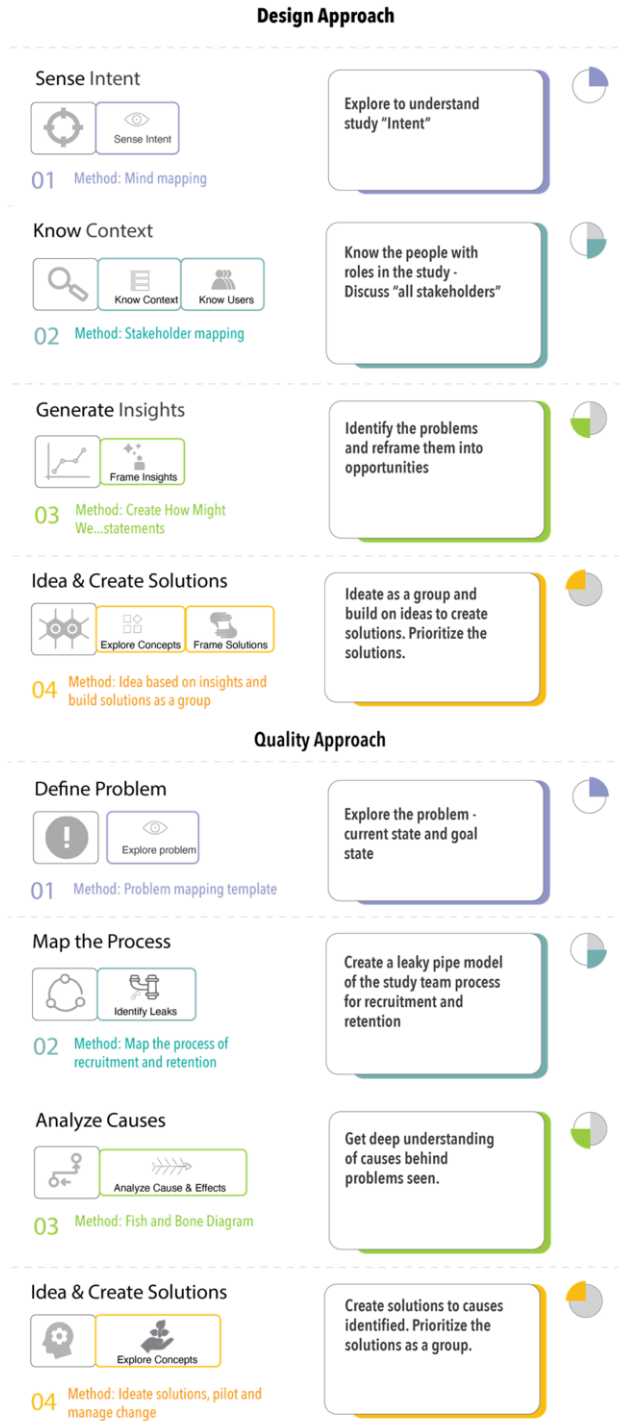 Design Approach
Sense Intent
Sense Intent
01 Method: Mind mapping
Explore to understand
study “Intent”
Know Context
Know Context
Know Users
02 Method: Stakeholder mapping
Know the people with
roles in the study -
Discuss “all stakeholders”
Generate Insights
Frame Insights
03 Method: Create How Might
We...statements
Identify the problems
and reframe them into
opportunities
Idea & Create Solutions
Explore Concepts
Frame Solutions
04 Method: Idea based on insights and
build solutions as a group
Ideate as a group and
build on ideas to create
solutions. Prioritize the
solutions.
Quality Approach
Define Problem
Explore problem
01 Method: Problem mapping template
Explore the problem -
current state and goal
state
Map the Process
Identify Leaks
02 Method: Map the process of
recruitment and retention
Create a leaky pipe model
of the study team process
for recruitment and
retention
Analyze Causes
Analyze Cause & Effects
03 Method: Fish and Bone Diagram
Get deep understanding
of causes behind
problems seen.
Idea & Create Solutions
Explore Concepts
04 Method: Ideate solutions, pilot and
manage change
Create solutions to causes
identified. Prioritize the
solutions as a group.